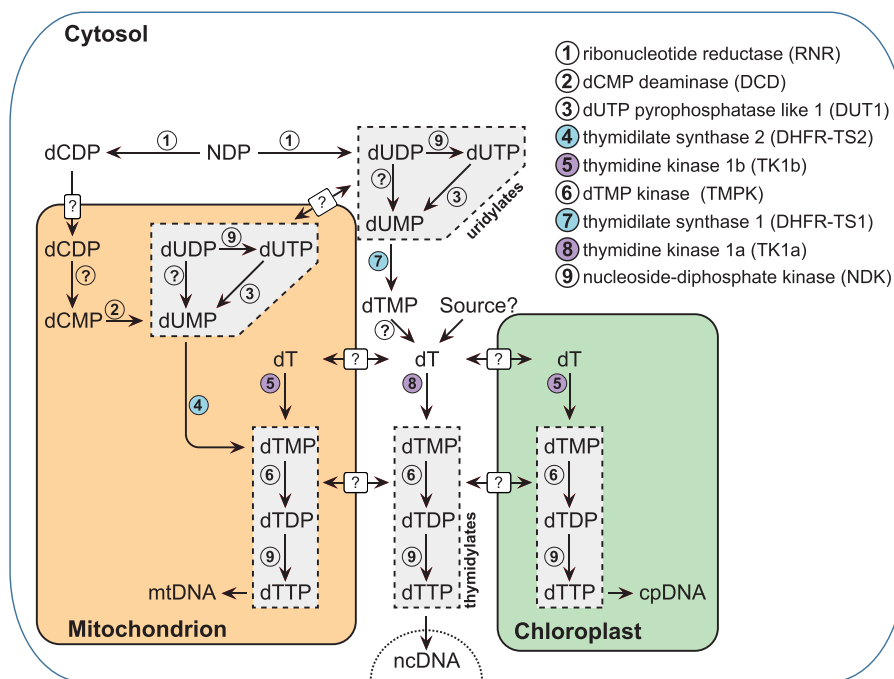 Cytosol
1 ribonucleotide reductase (RNR)
2 dCMP deaminase (DCD)
3 dUTP pyrophosphatase like 1 (DUT1)
4 thymidilate synthase 2 (DHFR-TS2)
5 thymidine kinase 1b (TK1b)
6 dTMP kinase (TMPK)
7 thymidilate synthase 1 (DHFR-TS1)
8 thymidine kinase 1a (TK1a)
9 nucleoside-diphosphate kinase (NDK)
dCDP 1 NDP 1
dUDP 9 dUTP
? 3
dUMP
uridylates
?
?
dCDP
?
dCMP 2
dUDP 9 dUTP
? 3
dUMP
7
dTMP Source?
?
dT ? dT ? dT
5 8 5
4
dTMP dTMP dTMP
6 6 6
? ?
dTDP dTDP dTDP
9 9 9
thymidylates
mtDNA dTTP dTTP dTTP cpDNA
Mitochondrion
Chloroplast
ncDNA